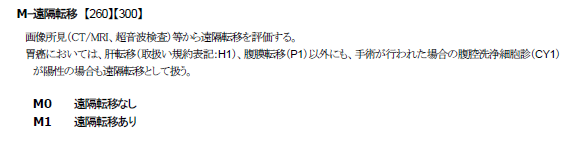 M-遠隔転移 【260】【300】
画像所見（CT/MRI、超音波検査）等から遠隔転移を評価する。
胃癌においては、肝転移（取扱い規約表記：H1）、腹膜転移（P1）以外にも、手術が行われた場合の腹腔洗浄細胞診（CY1）
が陽性の場合も遠隔転移として扱う。
M0 遠隔転移なし
M1 遠隔転移あり